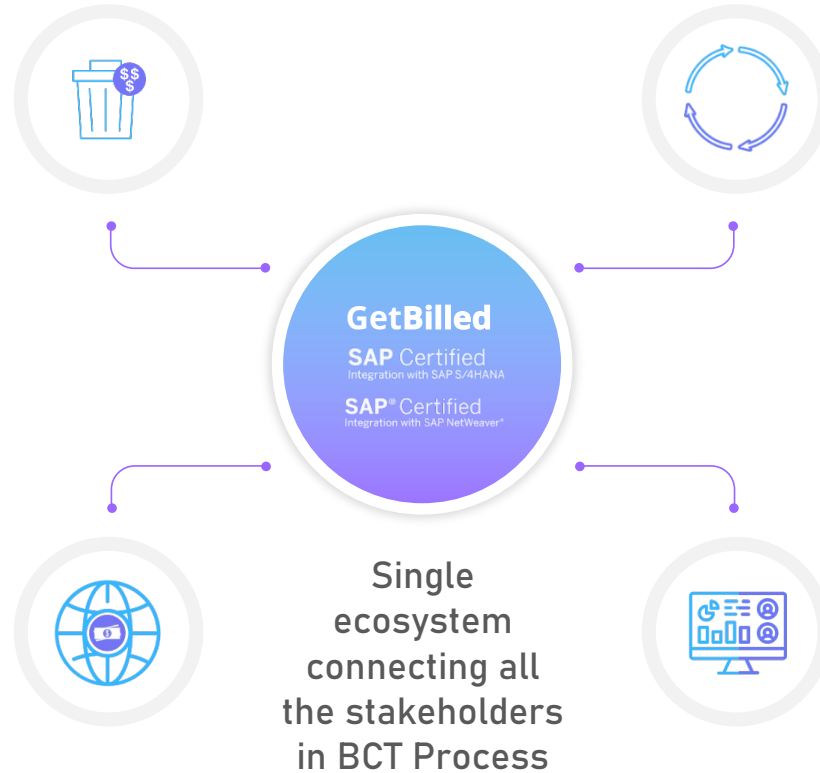 $$
$
GetBilled
SAP Certified
Integration with SAP S/4HANA
SAP® Certified
Integration with SAP NetWeaver®
$
Single
ecosystem
connecting all
the stakeholders
in BCT Process